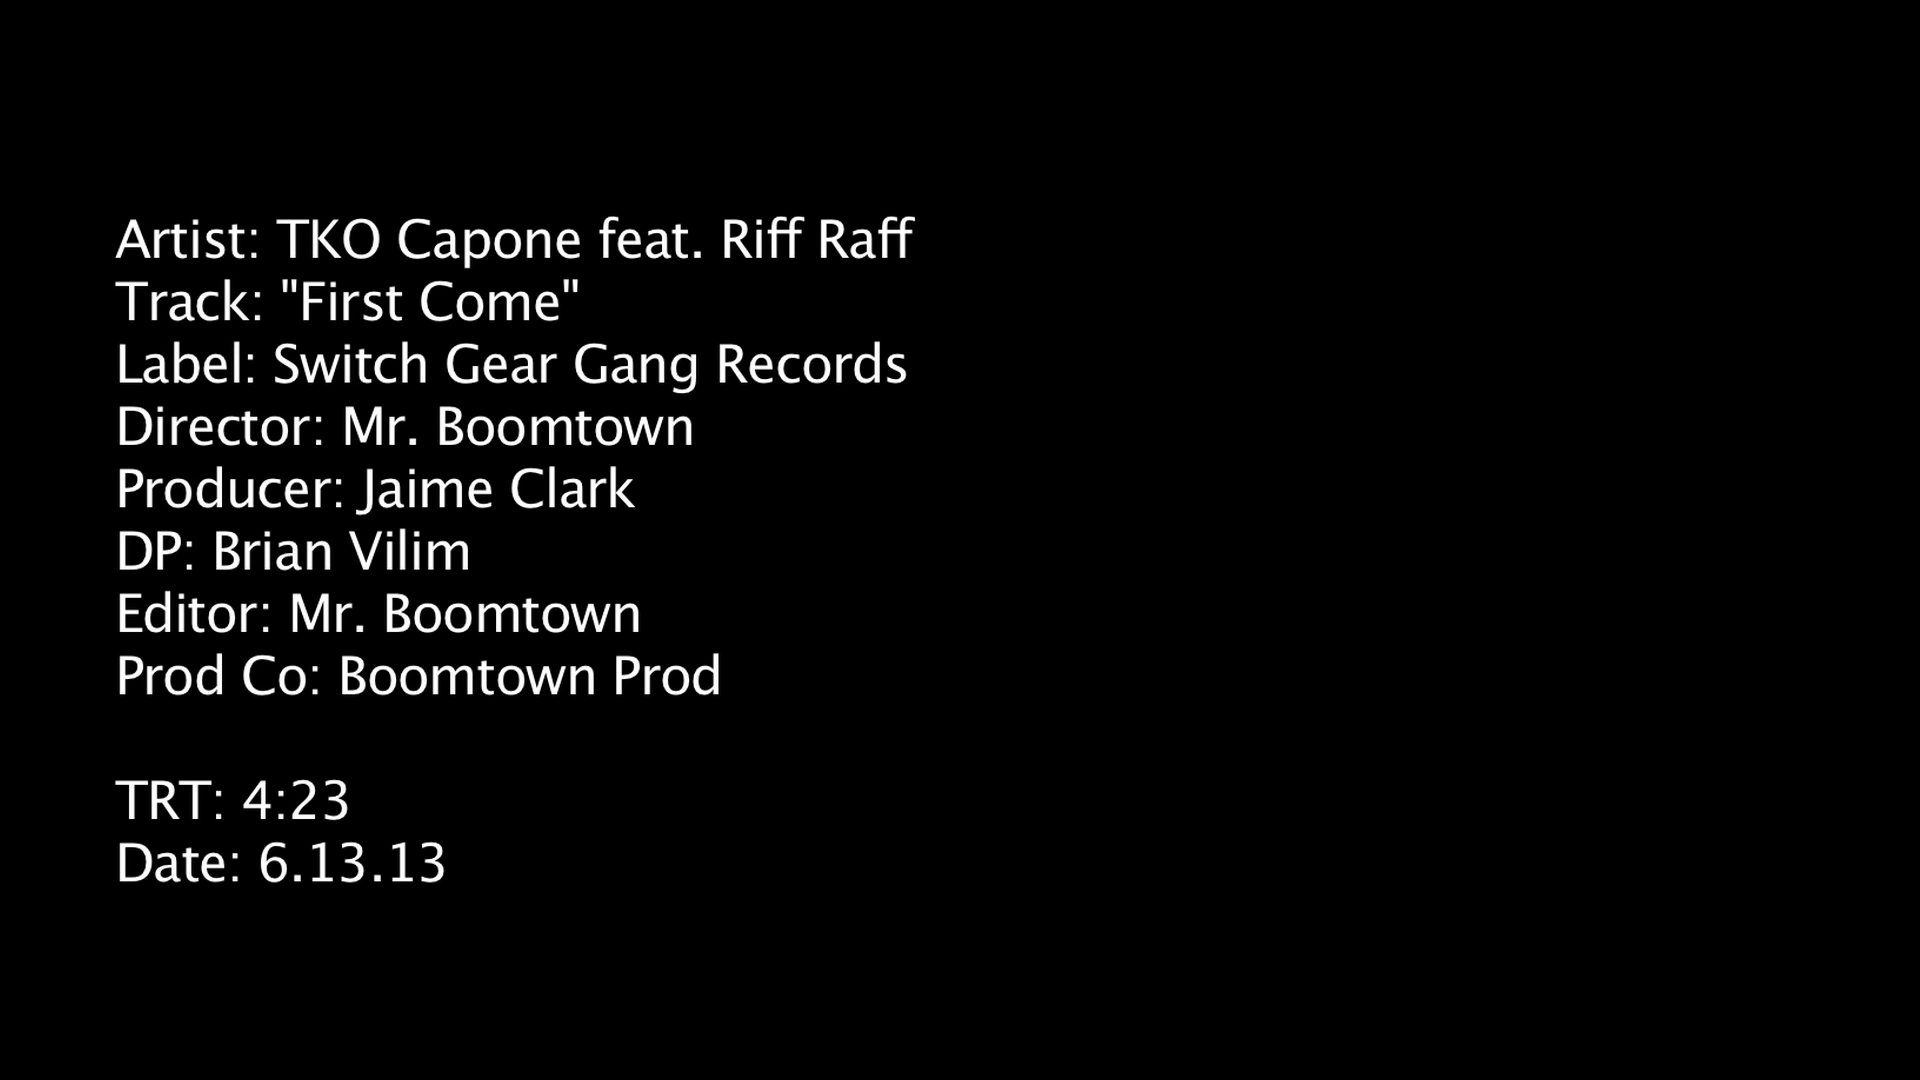 Artist: TKO Capone feat. Riff Raff
Track: "First Come"
Label: Switch Gear Gang Records
Director: Mr. Boomtown
Producer: Jaime Clark
DP: Brian Vilim
Editor: Mr. Boomtown
Prod Co: Boomtown Prod
TRT: 4:23
Date: 6.13.13